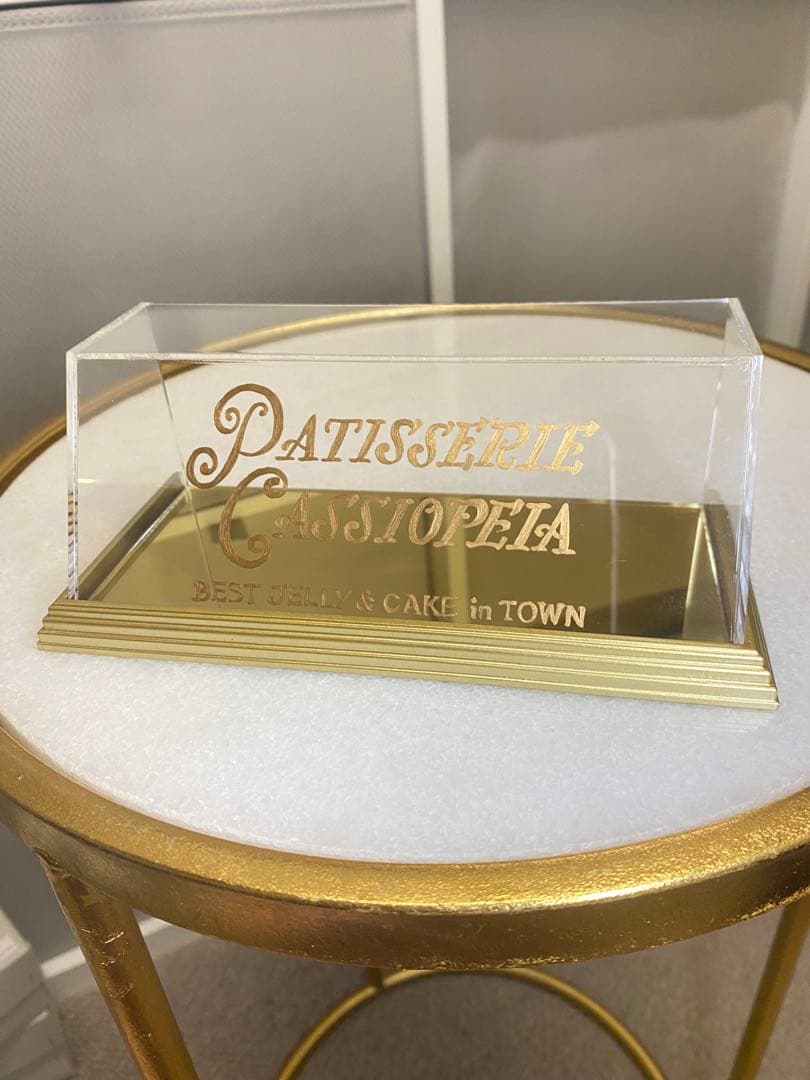 PATISSERIE
CASSIOPEIA
BEST JELLY & CAKE in TOWN